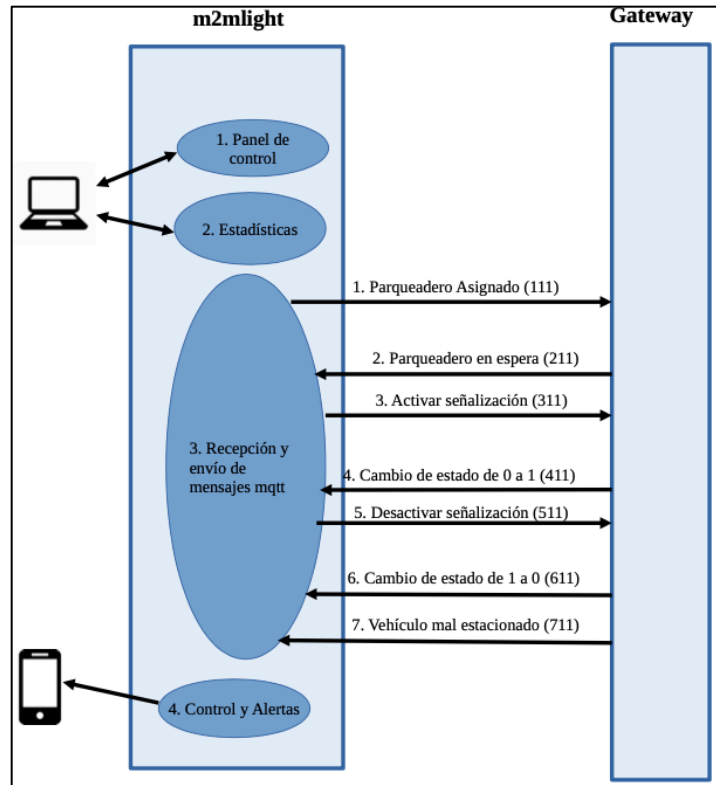 m2mlight
Gateway
1. Panel de
control
2. Estadísticas
1. Parqueadero Asignado (111)
2. Parqueadero en espera (211)
3. Activar señalización (311)
3. Recepción y
envío de
mensajes mqtt
4. Cambio de estado de 0 a 1 (411)
5. Desactivar señalización (511)
6. Cambio de estado de 1 a 0 (611)
7. Vehículo mal estacionado (711)
4. Control y Alertas